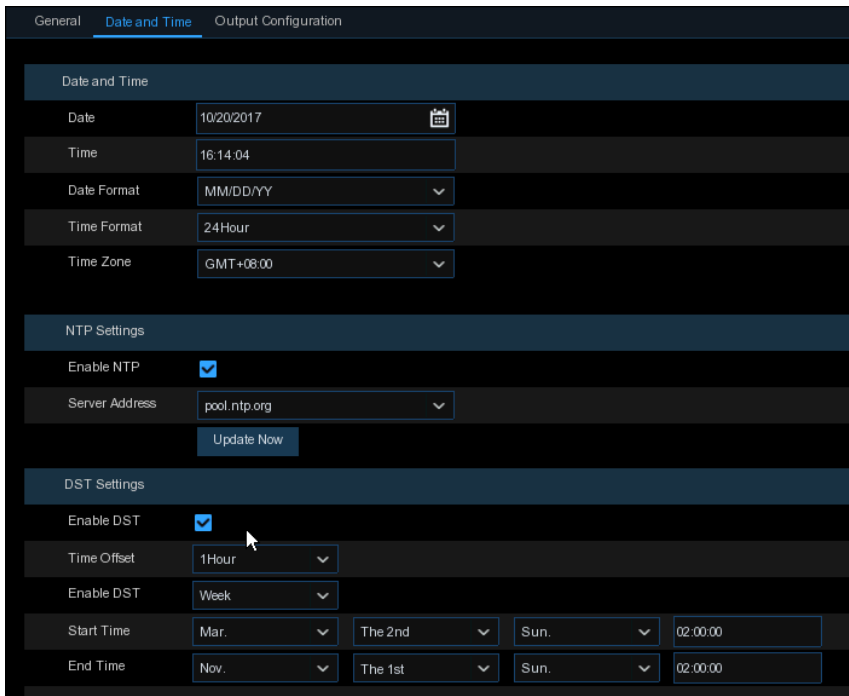 General Date and Time Output Configuration
Date and Time
Date 10/20/2017
Time 16:14:04
Date Format MM/DD/YY
Time Format 24Hour
Time Zone GMT+08:00
NTP Settings
Enable NTP
Server Address pool.ntp.org
Update Now
DST Settings
Enable DST
Time Offset 1Hour
Enable DST Week
Start Time Mar. The 2nd Sun. 02:00:00
End Time Nov. The 1st Sun. 02:00:00